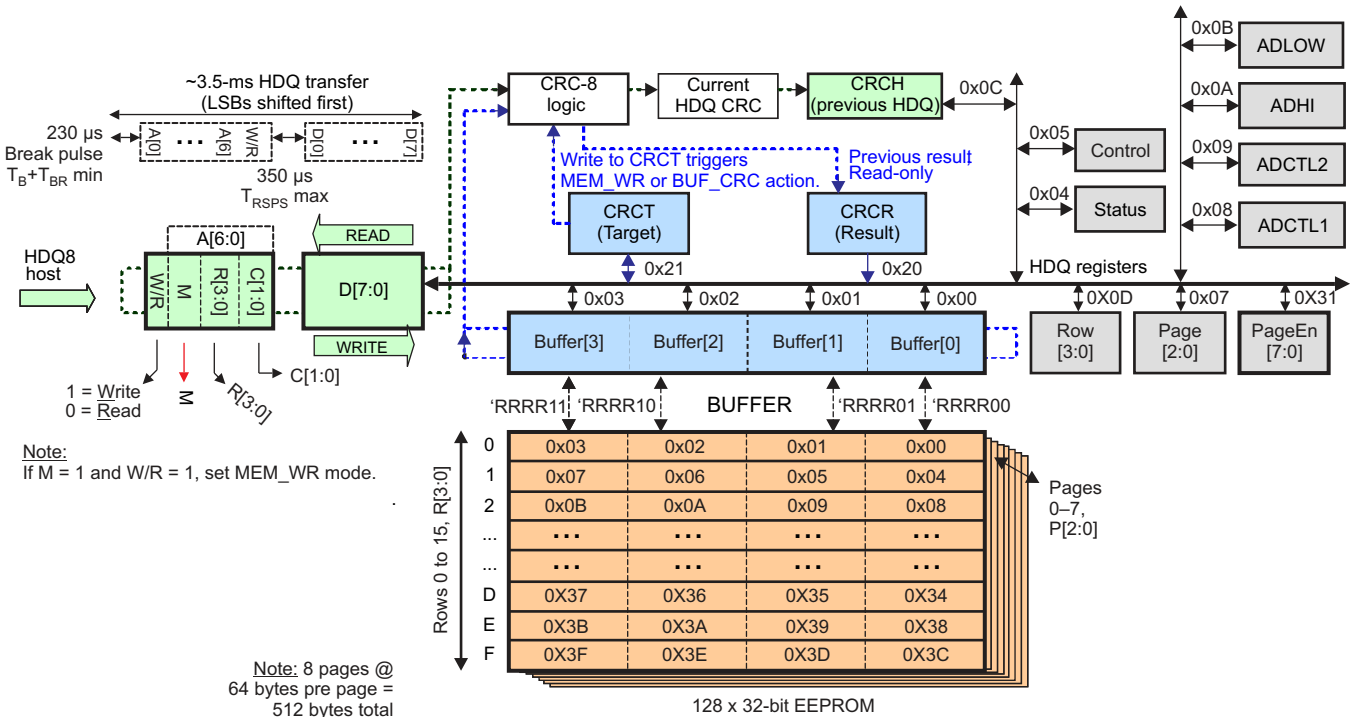 ~3.5-ms HDQ transfer
(LSBs shifted first)
230 µs
Break pulse
TB+TBR min
A[0]
•••
A[6]
W/R
D[0]
•••
D[7]
350 µs
TRSPS max
CRC-8
logic
Current
HDQ CRC
CRCH
(previous HDQ)
0x0C
Write to CRCT triggers
MEM_WR or BUF_CRC action.
Previous result,
Read-only
CRCT
(Target)
CRCR
(Result)
0x21
0x20
0x05
Control
0x04
Status
0x0B
ADLOW
0x0A
ADHI
0x09
ADCTL2
0x08
ADCTL1
HDQ registers
HDQ8
host
A[6:0]
W/R
M
R[3:0]
C[1:0]
READ
D[7:0]
WRITE
1 = Write
0 = Read
M
R[3:0]
C[1:0]
Note:
If M = 1 and W/R = 1, set MEM_WR mode.
.
0x03
0x02
0x01
0x00
0X0D
0x07
0X31
Buffer[3]
Buffer[2]
Buffer[1]
Buffer[0]
Row
[3:0]
Page
[2:0]
PageEn
[7:0]
'RRRR11
'RRRR10
BUFFER
'RRRR01
'RRRR00
Rows 0 to 15, R[3:0]
0 0x03 0x02 0x01 0x00
1 0x07 0x06 0x05 0x04
2 0x0B 0x0A 0x09 0x08
... ••• ••• ••• •••
... ••• ••• ••• •••
D 0X37 0X36 0X35 0X34
E 0X3B 0X3A 0X39 0X38
F 0X3F 0X3E 0X3D 0X3C
Pages
0–7,
P[2:0]
Note: 8 pages @
64 bytes pre page =
512 bytes total
128 x 32-bit EEPROM